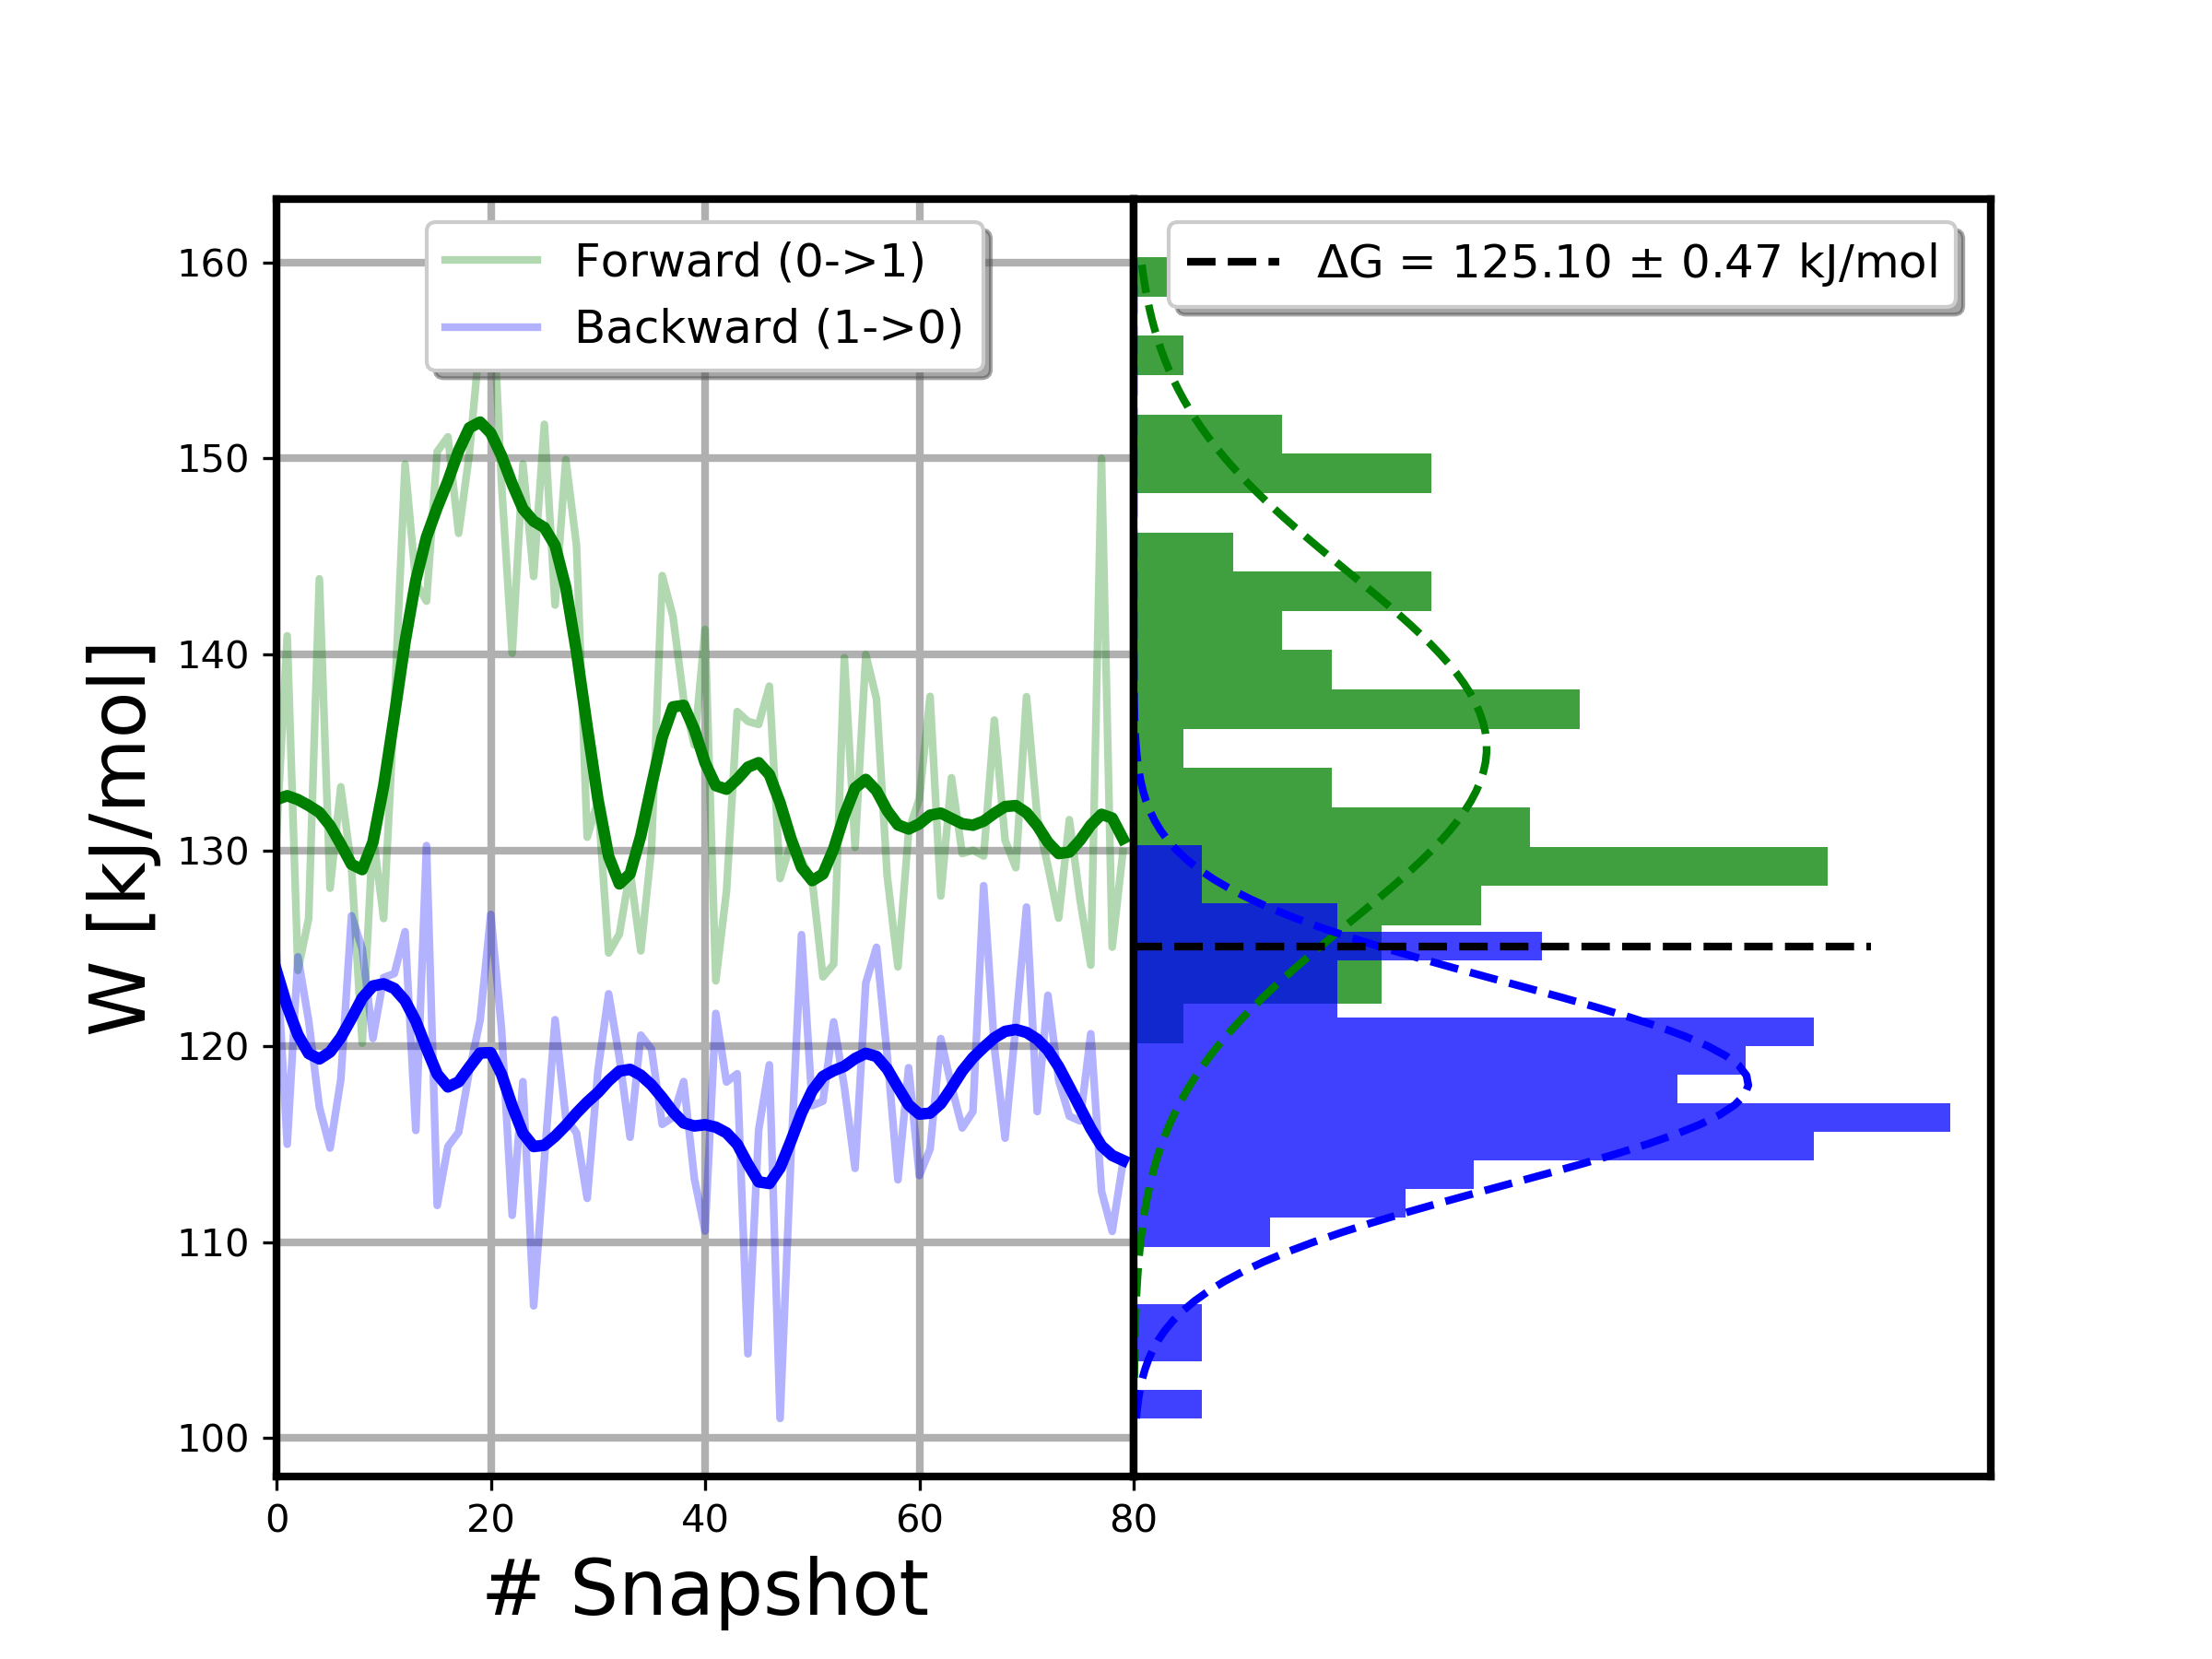 Forward (0->1)
Backward (1->0)
ΔG = 125.10 ± 0.47 kJ/mol
W [kJ/mol]
160
150
140
130
120
110
100
0 20 40 60 80
# Snapshot